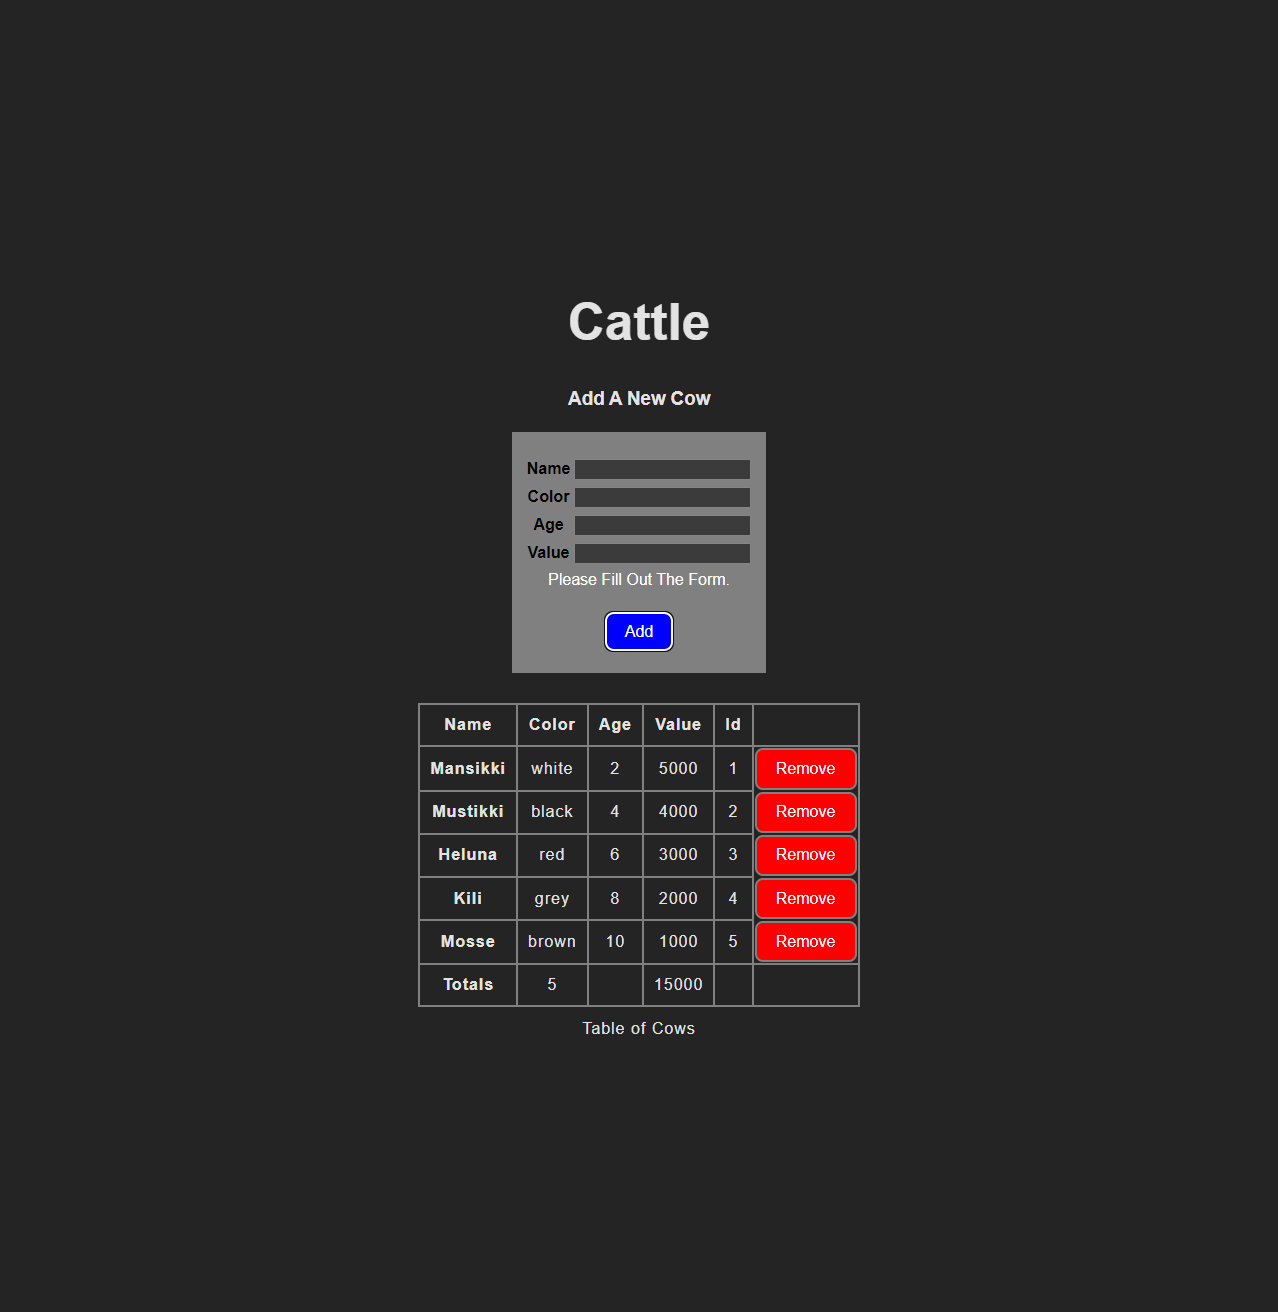 Cattle
Add A New Cow
Name
Color
Age
Value
Please Fill Out The Form.
Add
Name Color Age Value Id
Mansikki white 2 5000 1 Remove
Mustikki black 4 4000 2 Remove
Heluna red 6 3000 3 Remove
Kili grey 8 2000 4 Remove
Mosse brown 10 1000 5 Remove
Totals 5 15000
Table of Cows